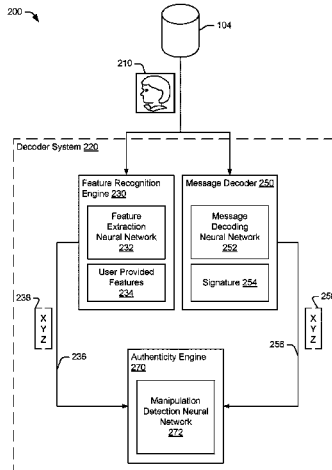 200
104
210
Decoder System 220
Feature Recognition
Engine 230
Feature
Extraction
Neural Network
232
User Provided
Features
234
Message Decoder 250
Message
Decoding
Neural Network
252
Signature 254
238
X
Y
Z
236
X
Y
Z
256
Authenticity Engine
270
Manipulation
Detection Neural
Network
272